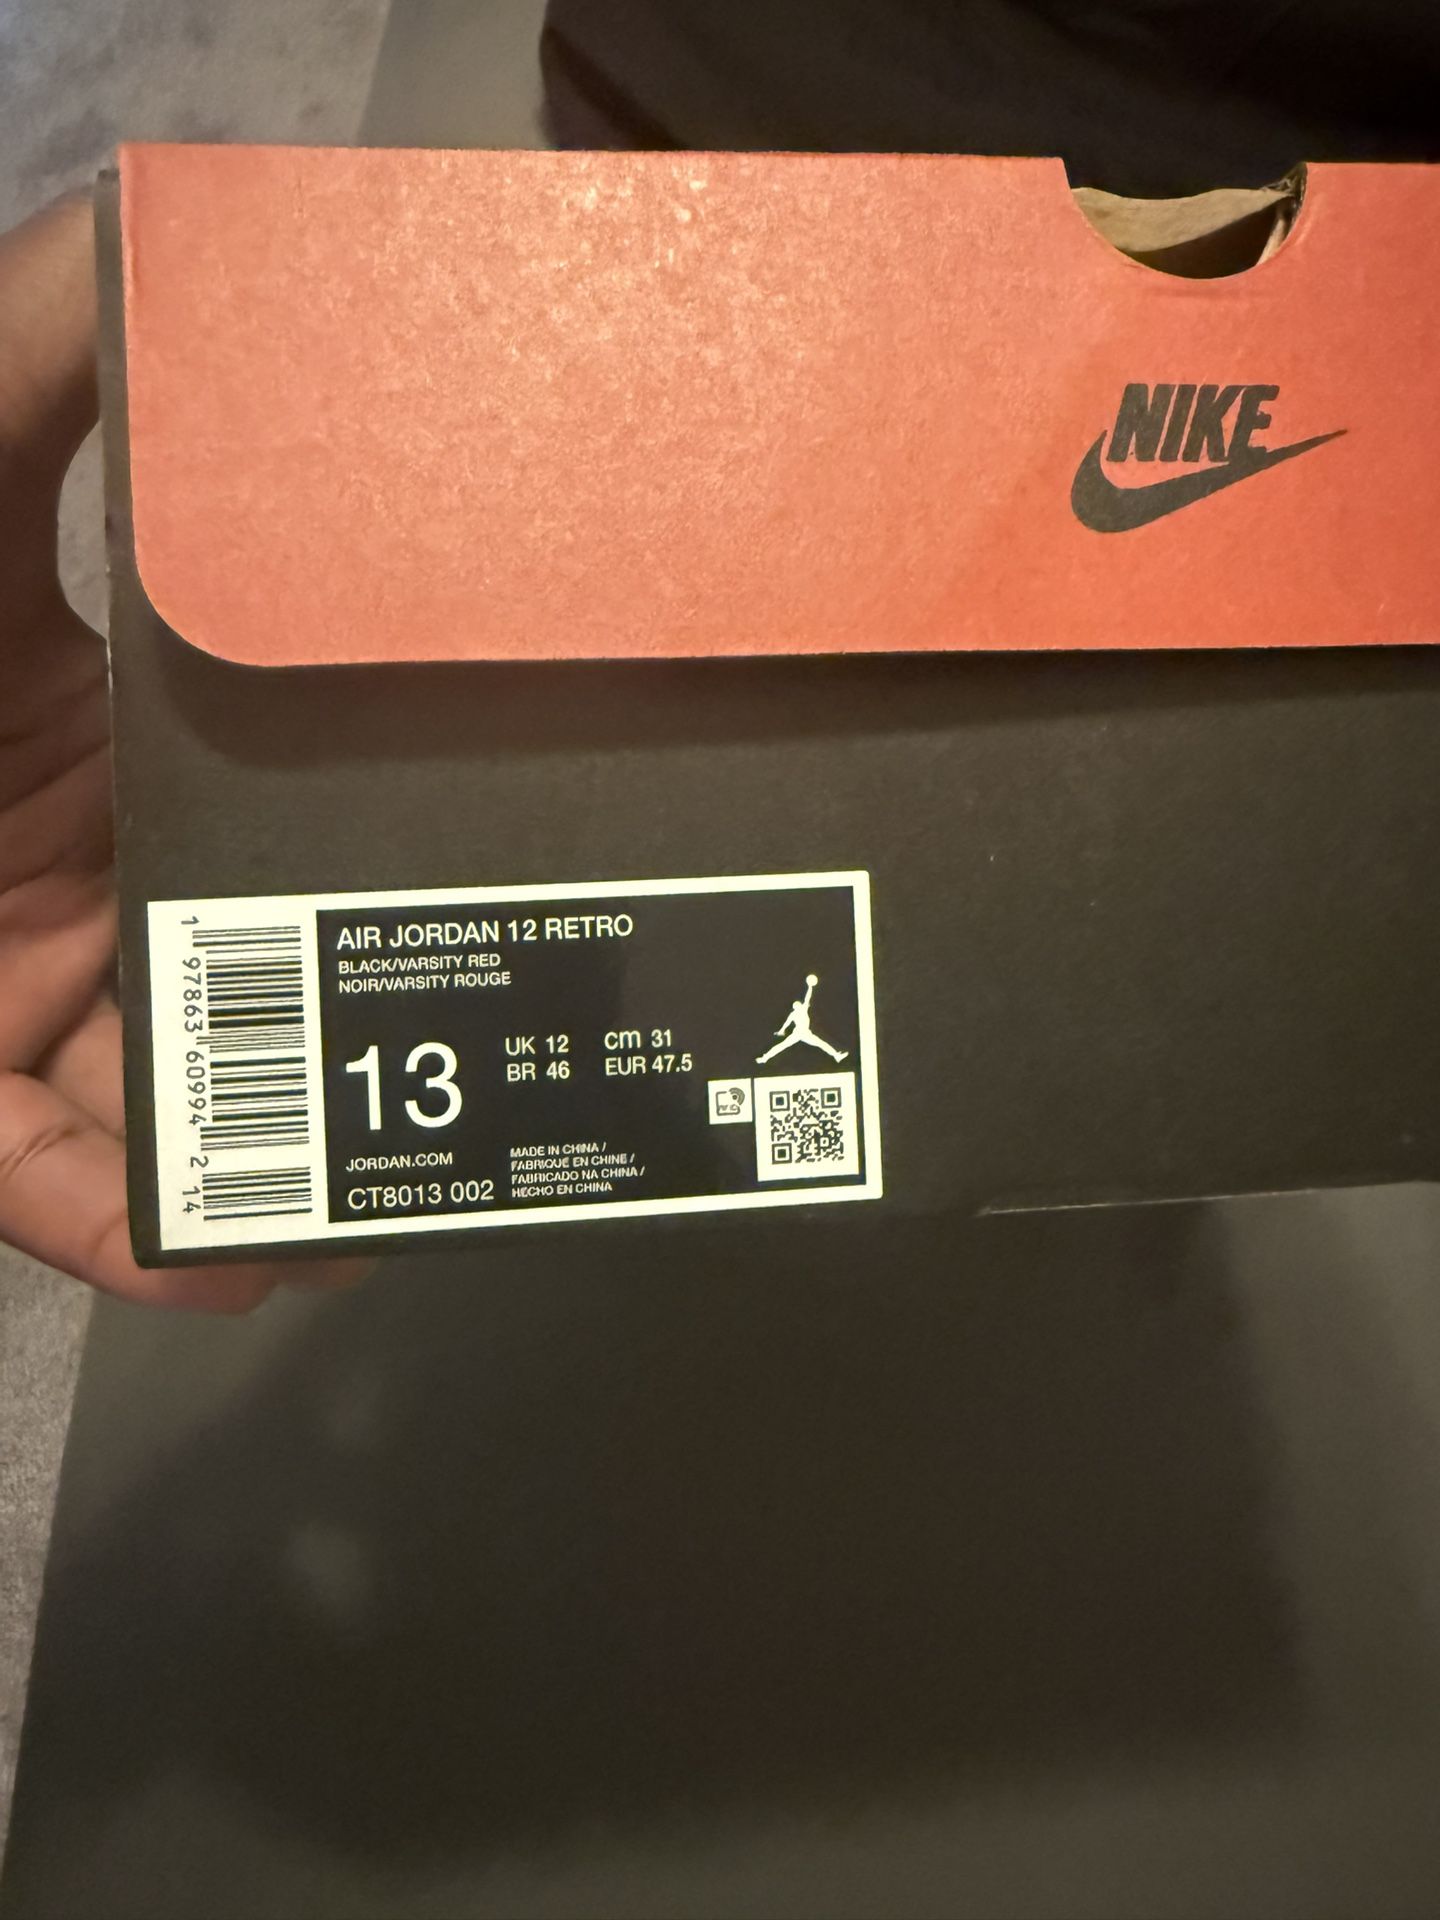 NIKE
AIR JORDAN 12 RETRO
BLACK/VARSITY RED
NOIR/VARSITY ROUGE
13
UK 12 cm 31
BR 46 EUR 47.5
JORDAN.COM
CT8013 002
MADE IN CHINA /
FABRIQUÉ EN CHINE /
FABRICADO NA CHINA /
HECHO EN CHINA
1 97863 60994 2 14